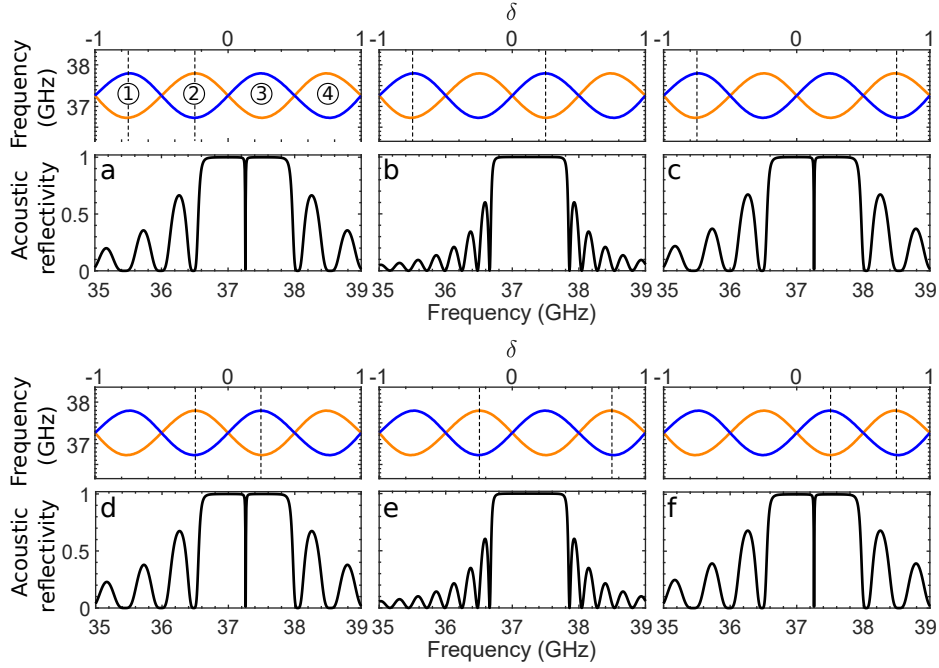 δ
-1 0 1 -1 0 1 -1 0 1
Frequency
(GHz)
38
37
① ② ③ ④
Acoustic
reflectivity
1
0.5
0
a b c
35 36 37 38 39 35 36 37 38 39 35 36 37 38 39
Frequency (GHz)
δ
-1 0 1 -1 0 1 -1 0 1
Frequency
(GHz)
38
37
Acoustic
reflectivity
1
0.5
0
d e f
35 36 37 38 39 35 36 37 38 39 35 36 37 38 39
Frequency (GHz)